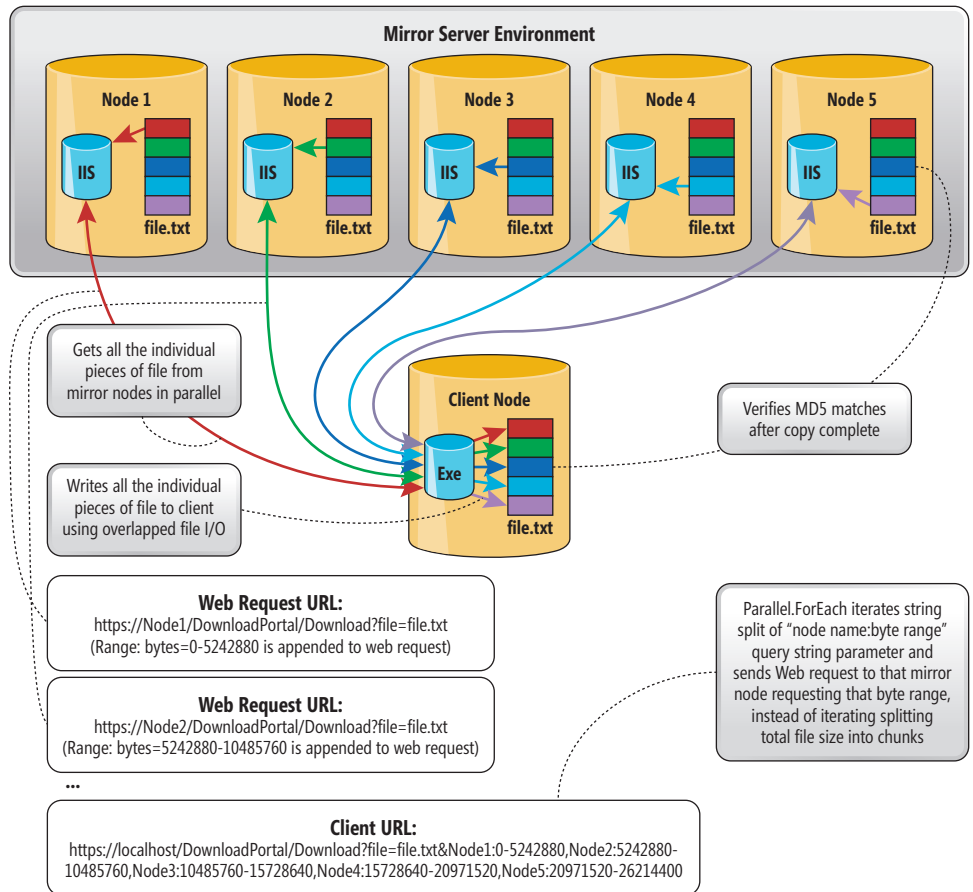 Mirror Server Environment
Node 1
Node 2
Node 3
Node 4
Node 5
IIS
IIS
IIS
IIS
IIS
file.txt
file.txt
file.txt
file.txt
file.txt
Gets all the individual
pieces of file from
mirror nodes in parallel
Client Node
Exe
file.txt
Verifies MD5 matches
after copy complete
Writes all the individual
pieces of file to client
using overlapped file I/O
Web Request URL:
https://Node1/DownloadPortal/Download?file=file.txt
(Range: bytes=0-5242880 is appended to web request)
Web Request URL:
https://Node2/DownloadPortal/Download?file=file.txt
(Range: bytes=5242880-10485760 is appended to web request)
...
Parallel.ForEach iterates string
split of “node name:byte range”
query string parameter and
sends Web request to that mirror
node requesting that byte range,
instead of iterating splitting
total file size into chunks
Client URL:
https://localhost/DownloadPortal/Download?file=file.txt&Node1:0-5242880,Node2:5242880-
10485760,Node3:10485760-15728640,Node4:15728640-20971520,Node5:20971520-26214400